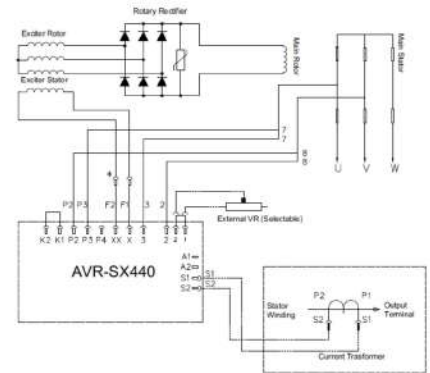 Rotary Rectifier
Exciter Rotor
Exciter Stator
Main Rotor
Main Stator
7
7
8
8
U V W
+
P2 P3 F2 F1 3 2
External VR (Selectable)
K2 K1 P2 P3 F4 XX X 3 2 2 1
AVR-SX440
A1
A2
S1 S1
S2 S2
Stator
Winding
P2 P1
Output
Terminal
S2 S1
Current Trasformer